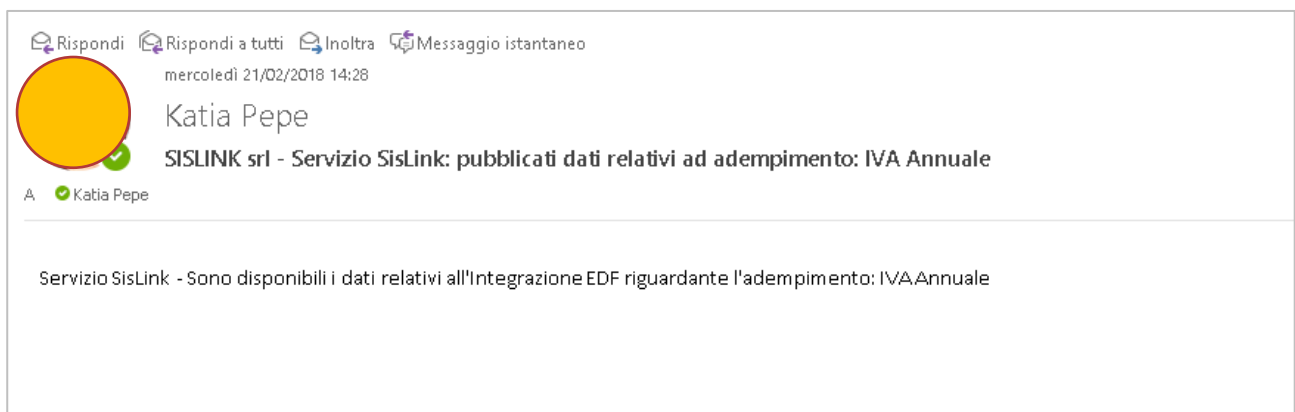 Rispondi Rispondi a tutti Inoltra Messaggio istantaneo
mercoledì 21/02/2018 14:28
Katia Pepe
SISLINK srl - Servizio SisLink: pubblicati dati relativi ad adempimento: IVA Annuale
A Katia Pepe
Servizio SisLink - Sono disponibili i dati relativi all'Integrazione EDF riguardante l'adempimento: IVA Annuale